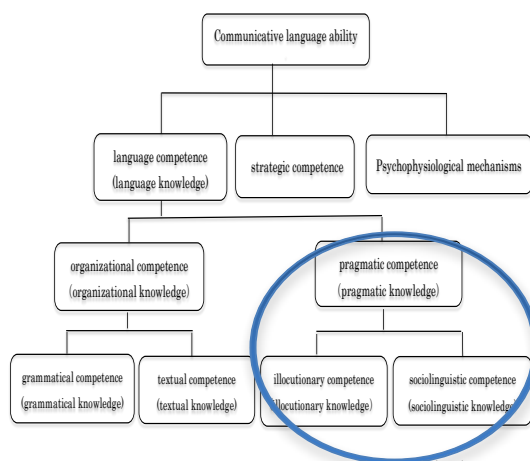 Communicative language ability
language competence
(language knowledge)
strategic competence
Psychophysiological mechanisms
organizational competence
(organizational knowledge)
pragmatic competence
(pragmatic knowledge)
grammatical competence
(grammatical knowledge)
textual competence
(textual knowledge)
illocutionary competence
(illocutionary knowledge)
sociolinguistic competence
(sociolinguistic knowledge)